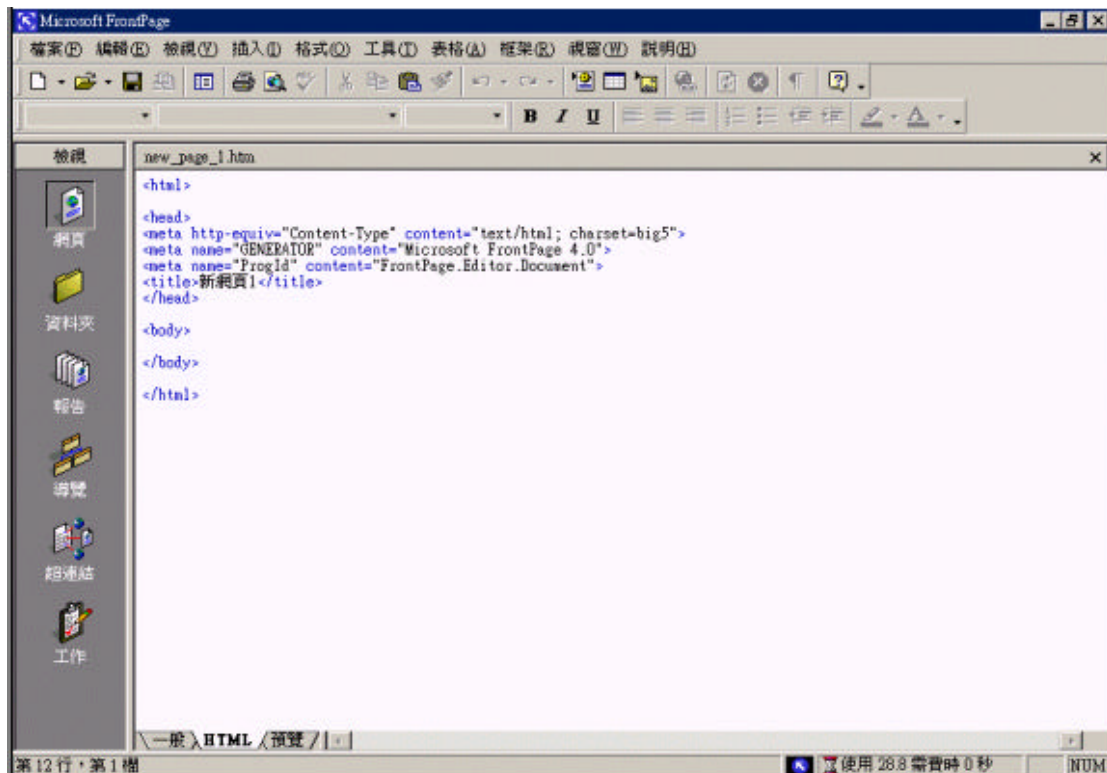 Microsoft FrontPage
檔案(F) 編輯(E) 檢視(V) 插入(I) 格式(O) 工具(T) 表格(A) 框架(R) 視窗(W) 說明(H)
B I U
檢視
new_page_1.htm
網頁
資料夾
報告
導覽
超連結
工作
<html>
<head>
<meta http-equiv="Content-Type" content="text/html; charset=big5">
<meta name="GENERATOR" content="Microsoft FrontPage 4.0">
<meta name="ProgId" content="FrontPage.Editor.Document">
<title>新網頁1</title>
</head>
<body>
</body>
</html>
一般 HTML 預覽
第 12 行，第 1 欄 使用 28.8 需費時 0 秒 NUM